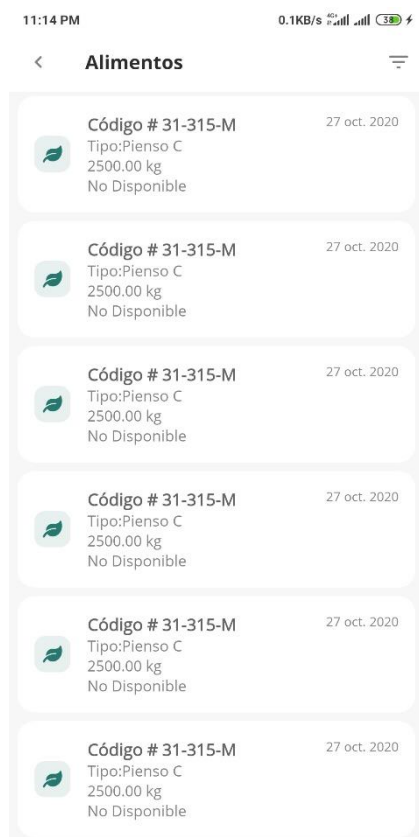 11:14 PM 0.1KB/s 4G+ 38
Alimentos
Código # 31-315-M 27 oct. 2020
Tipo:Pienso C
2500.00 kg
No Disponible
Código # 31-315-M 27 oct. 2020
Tipo:Pienso C
2500.00 kg
No Disponible
Código # 31-315-M 27 oct. 2020
Tipo:Pienso C
2500.00 kg
No Disponible
Código # 31-315-M 27 oct. 2020
Tipo:Pienso C
2500.00 kg
No Disponible
Código # 31-315-M 27 oct. 2020
Tipo:Pienso C
2500.00 kg
No Disponible
Código # 31-315-M 27 oct. 2020
Tipo:Pienso C
2500.00 kg
No Disponible